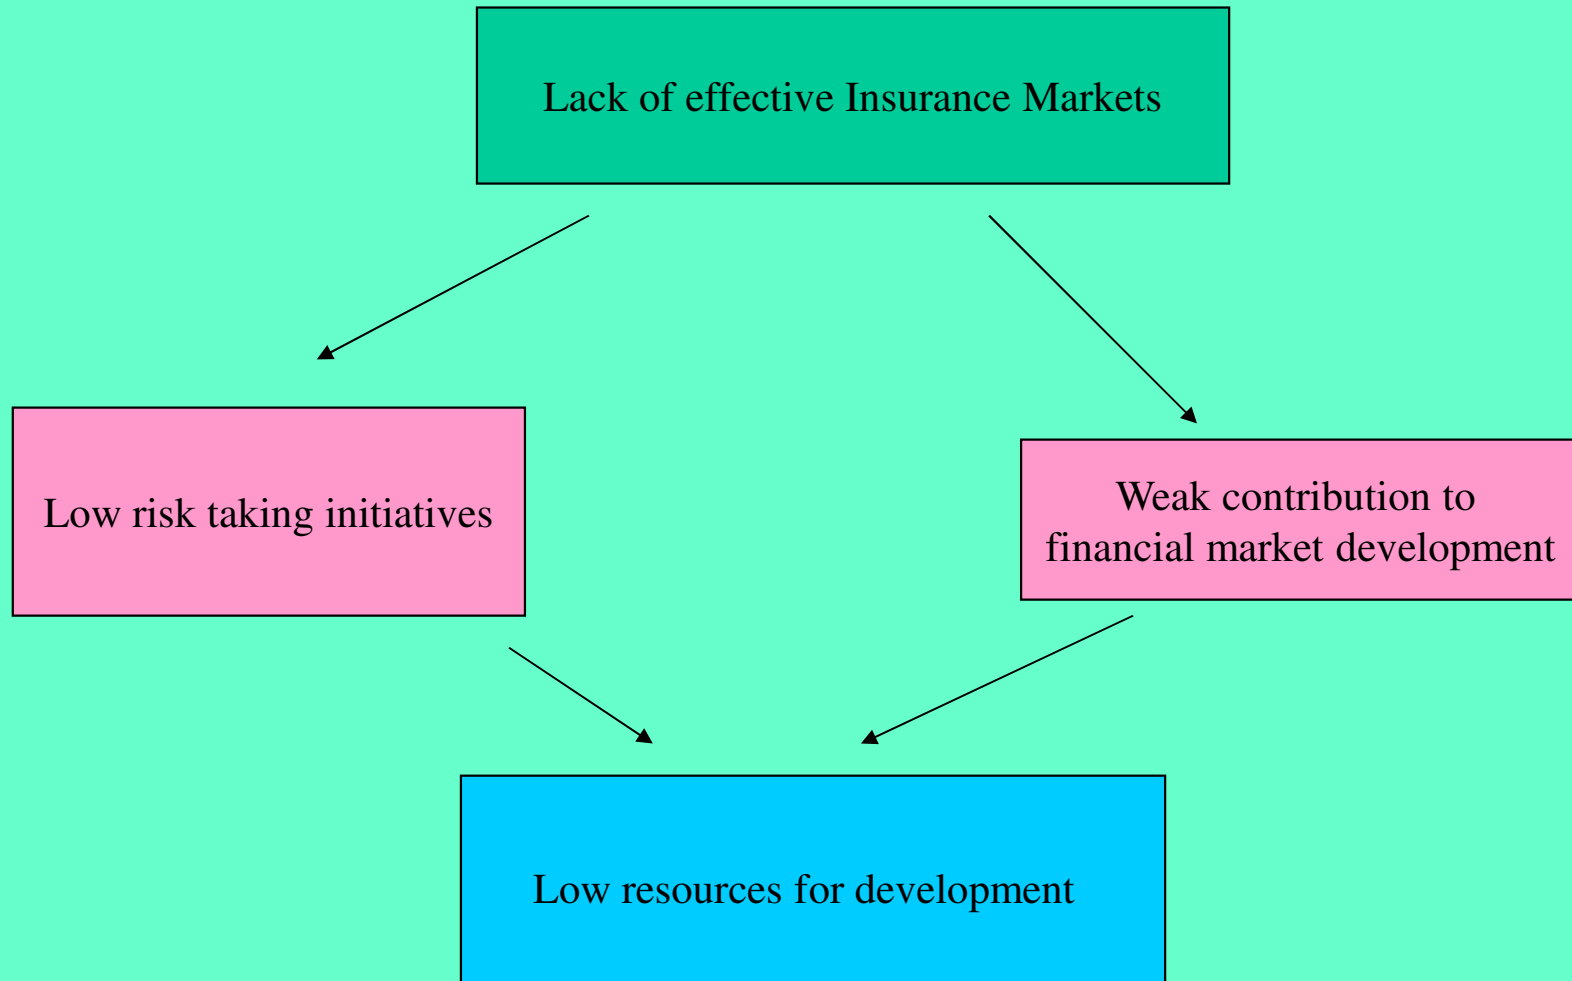 Lack of effective Insurance Markets
Low risk taking initiatives
Weak contribution to
financial market development
Low resources for development